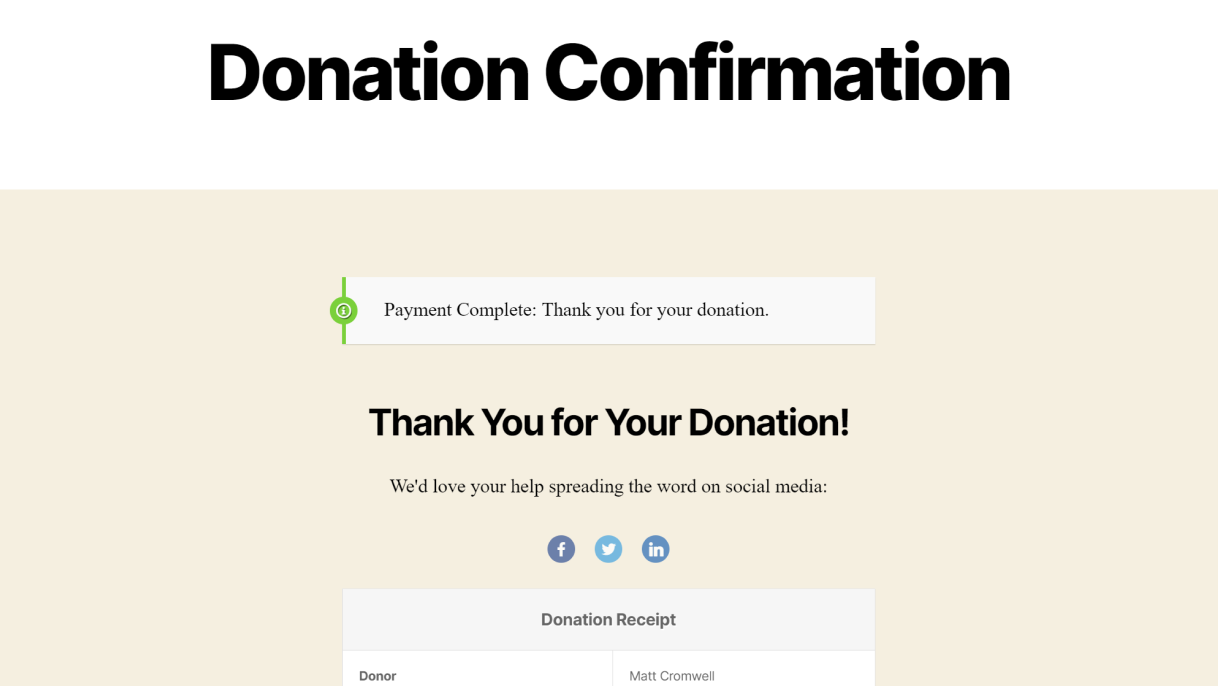 Donation Confirmation
Payment Complete: Thank you for your donation.
Thank You for Your Donation!
We'd love your help spreading the word on social media:
Donation Receipt
Donor
Matt Cromwell